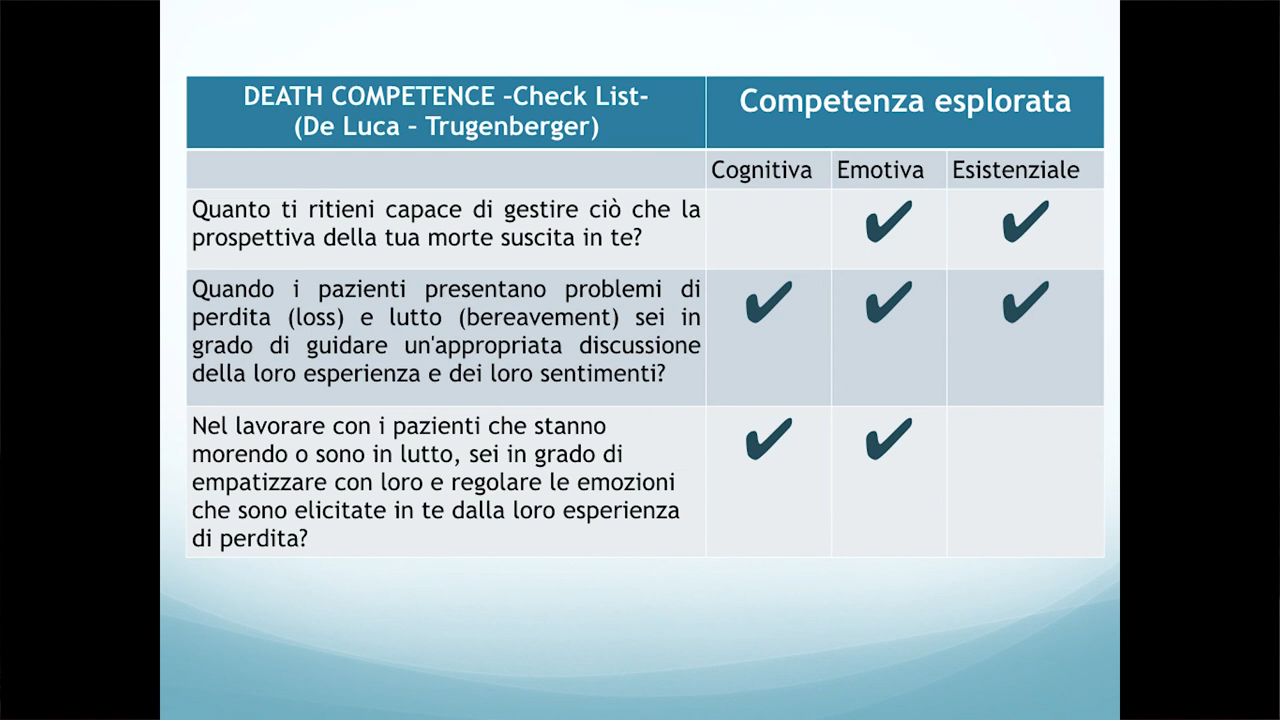 DEATH COMPETENCE –Check List-
(De Luca – Trugenberger)
Competenza esplorata
Cognitiva Emotiva Esistenziale
Quanto ti ritieni capace di gestire ciò che la
prospettiva della tua morte suscita in te?
✔ ✔
Quando i pazienti presentano problemi di
perdita (loss) e lutto (bereavement) sei in
grado di guidare un'appropriata discussione
della loro esperienza e dei loro sentimenti?
✔ ✔ ✔
Nel lavorare con i pazienti che stanno
morendo o sono in lutto, sei in grado di
empatizzare con loro e regolare le emozioni
che sono elicitate in te dalla loro esperienza
di perdita?
✔ ✔